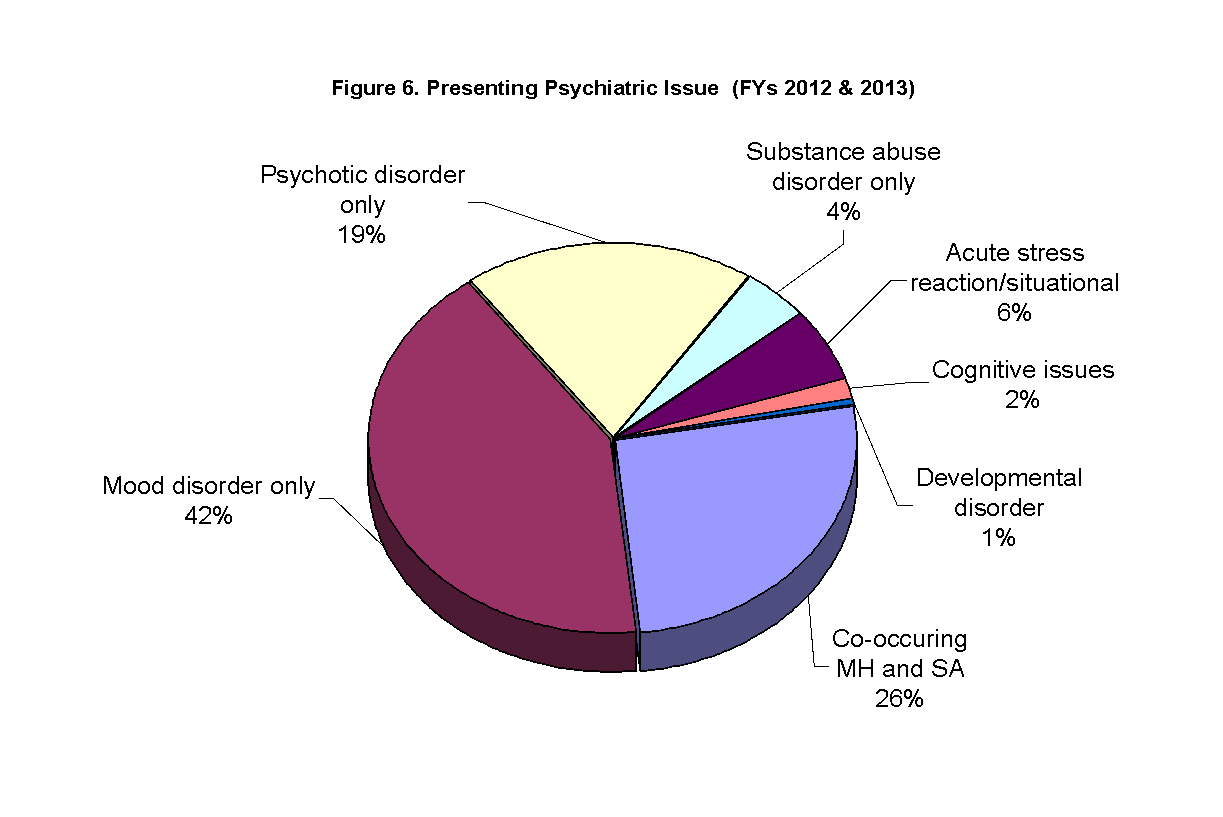 Figure 6. Presenting Psychiatric Issue  (FYs 2012 & 2013)
Psychotic disorder
only
19%
Substance abuse
disorder only
4%
Acute stress
reaction/situational
6%
Cognitive issues
2%
Developmental
disorder
1%
Mood disorder only
42%
Co-occuring
MH and SA
26%